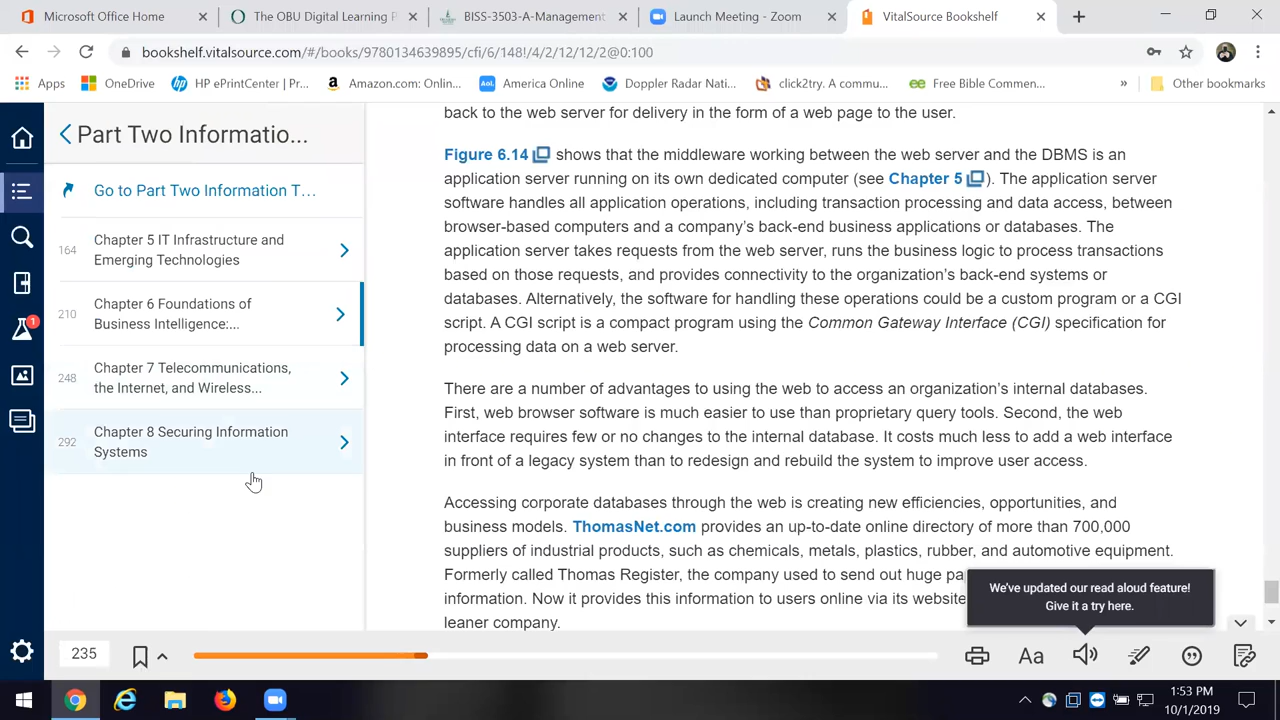 Microsoft Office Home
The OBU Digital Learning P
BISS-3503-A-Management
Launch Meeting - Zoom
VitalSource Bookshelf
bookshelf.vitalsource.com/#/books/9780134639895/cfi/6/148!/4/2/12/12/2@0:100
Apps
OneDrive
HP ePrintCenter | Pr...
Amazon.com: Onlin...
America Online
Doppler Radar Nati...
click2try. A commu...
Free Bible Commen...
»
Other bookmarks
Part Two Informatio...
Go to Part Two Information T...
164
Chapter 5 IT Infrastructure and
Emerging Technologies
210
Chapter 6 Foundations of
Business Intelligence:...
248
Chapter 7 Telecommunications,
the Internet, and Wireless...
292
Chapter 8 Securing Information
Systems
1
back to the web server for delivery in the form of a web page to the user.
Figure 6.14 shows that the middleware working between the web server and the DBMS is an
application server running on its own dedicated computer (see Chapter 5 ). The application server
software handles all application operations, including transaction processing and data access, between
browser-based computers and a company's back-end business applications or databases. The
application server takes requests from the web server, runs the business logic to process transactions
based on those requests, and provides connectivity to the organization's back-end systems or
databases. Alternatively, the software for handling these operations could be a custom program or a CGI
script. A CGI script is a compact program using the Common Gateway Interface (CGI) specification for
processing data on a web server.
There are a number of advantages to using the web to access an organization's internal databases.
First, web browser software is much easier to use than proprietary query tools. Second, the web
interface requires few or no changes to the internal database. It costs much less to add a web interface
in front of a legacy system than to redesign and rebuild the system to improve user access.
Accessing corporate databases through the web is creating new efficiencies, opportunities, and
business models. ThomasNet.com provides an up-to-date online directory of more than 700,000
suppliers of industrial products, such as chemicals, metals, plastics, rubber, and automotive equipment.
Formerly called Thomas Register, the company used to send out huge pa
information. Now it provides this information to users online via its website
leaner company.
We've updated our read aloud feature!
Give it a try here.
235
Aa
1:53 PM
10/1/2019